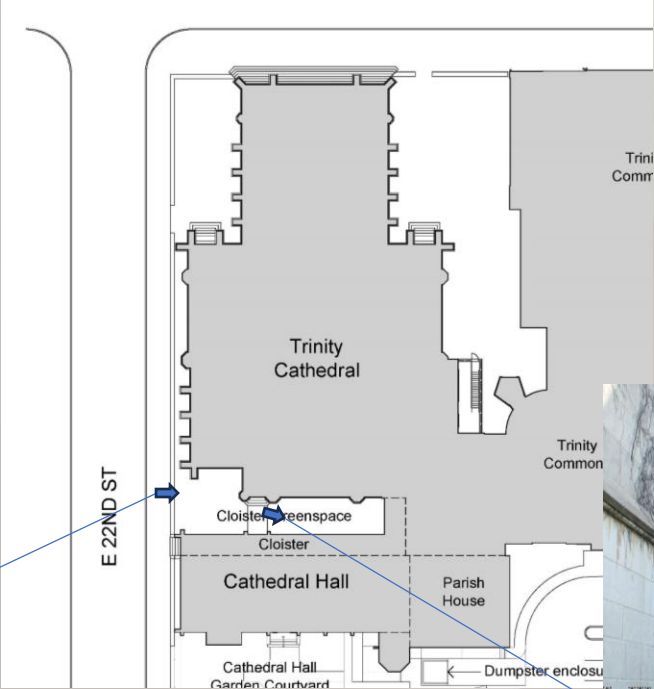 Trini
Comm
Trinity
Cathedral
Trinity
Common
E 22ND ST
Cloister
Cloister
Cathedral Hall
Parish
House
Cathedral Hall
Garden Courtyard
Dumpster enclosu